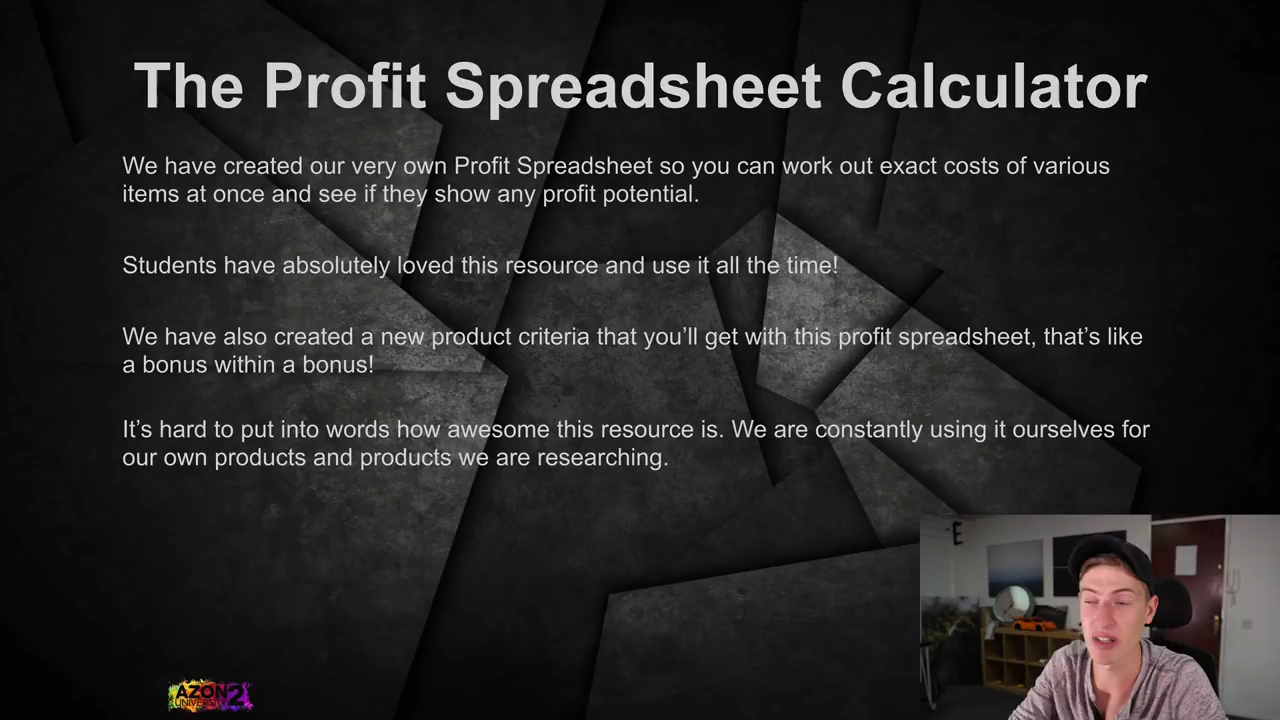 The Profit Spreadsheet Calculator
We have created our very own Profit Spreadsheet so you can work out exact costs of various
items at once and see if they show any profit potential.
Students have absolutely loved this resource and use it all the time!
We have also created a new product criteria that you’ll get with this profit spreadsheet, that’s like
a bonus within a bonus!
It’s hard to put into words how awesome this resource is. We are constantly using it ourselves for
our own products and products we are researching.
E
AZON 2
UNIVERSITY